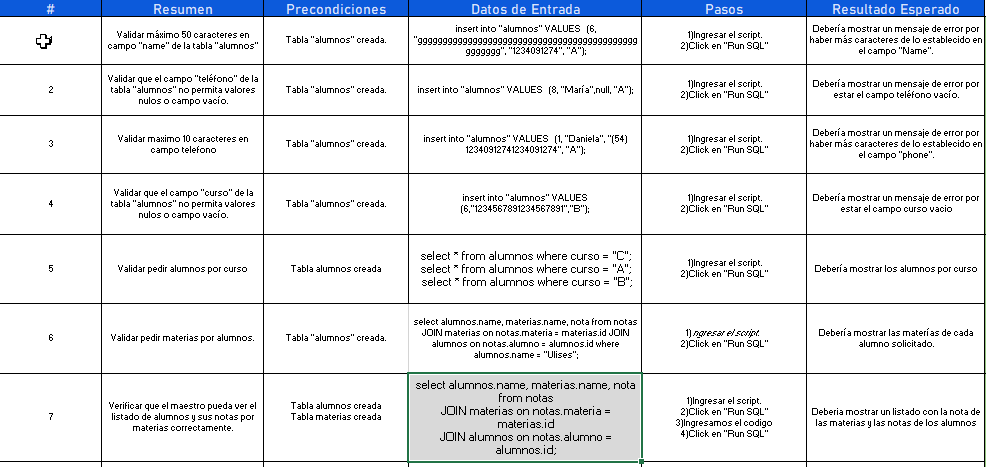 # Resumen Precondiciones Datos de Entrada Pasos Resultado Esperado
Validar máximo 50 caracteres en
campo "name" de la tabla "alumnos"
Tabla "alumnos" creada.
insert into "alumnos" VALUES (6,
"ggggggggggggggggggggggggggggggggggggggggggggg
ggggggg", "1234091274", "A");
1)Ingresar el script.
2)Click en "Run SQL"
Debería mostrar un mensaje de error por
haber más caracteres de lo establecido en
el campo "Name".
2
Validar que el campo "teléfono" de la
tabla "alumnos" no permita valores
nulos o campo vacío.
Tabla "alumnos" creada.
insert into "alumnos" VALUES (8, "María",null, "A");
1)Ingresar el script.
2)Click en "Run SQL"
Debería mostrar un mensaje de error por
estar el campo teléfono vacío.
3
Validar maximo 10 caracteres en
campo telefono
Tabla "alumnos" creada.
insert into "alumnos" VALUES (1, "Daniela", "(54)
12340912741234091274", "A");
1)Ingresar el script.
2)Click en "Run SQL"
Debería mostrar un mensaje de error por
haber más caracteres de lo establecido en
el campo "phone".
4
Validar que el campo "curso" de la
tabla "alumnos" no permita valores
nulos o campo vacío.
Tabla "alumnos" creada.
insert into "alumnos" VALUES
(6,"1234567891234567891","B");
1)Ingresar el script.
2)Click en "Run SQL"
Debería mostrar un mensaje de error por
estar el campo curso vacio
5
Validar pedir alumnos por curso
Tabla alumnos creada
select * from alumnos where curso = "C";
select * from alumnos where curso = "A";
select * from alumnos where curso = "B";
1)Ingresar el script.
2)Click en "Run SQL"
Debería mostrar los alumnos por curso
6
Validar pedir materias por alumnos.
Tabla "alumnos" creada.
select alumnos.name, materias.name, nota from notas
JOIN materias on notas.materia = materias.id JOIN
alumnos on notas.alumno = alumnos.id where
alumnos.name = "Ulises";
1) ngresar el script.
2)Click en "Run SQL"
Debería mostrar las materías de cada
alumno solicitado.
7
Verificar que el maestro pueda ver el
listado de alumnos y sus notas por
materias correctamente.
Tabla alumnos creada
Tabla materias creada
select alumnos.name, materias.name, nota
from notas
JOIN materias on notas.materia =
materias.id
JOIN alumnos on notas.alumno =
alumnos.id;
1)Ingresar el script.
2)Click en "Run SQL"
3)Ingresamos el codigo
4)Click en "Run SQL"
Deberia mostrar un listado con la nota de
las materias y las notas de los alumnos